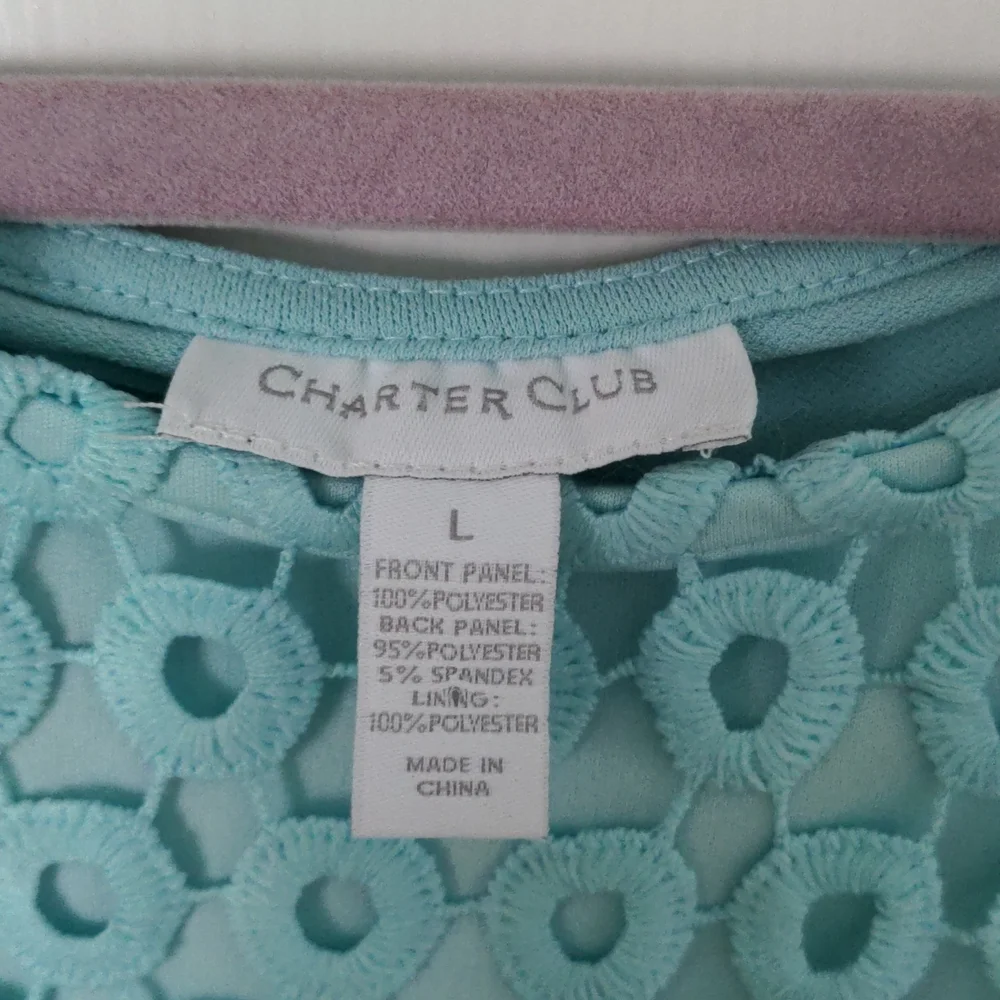 CHARTER CLUB
L
FRONT PANEL:
100%POLYESTER
BACK PANEL:
95%POLYESTER
5% SPANDEX
LINING:
100%POLYESTER
MADE IN
CHINA